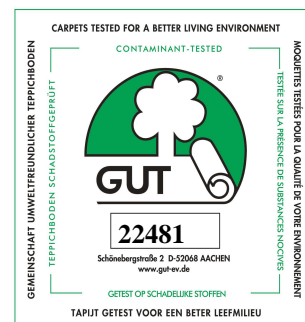 CARPETS TESTED FOR A BETTER LIVING ENVIRONMENT
CONTAMINANT-TESTED
GEMEINSCHAFT UMWELTFREUNDLICHER TEPPICHBODEN
TEPPICHBODEN SCHADSTOFFGEPRÜFT
MOQUETTES TESTÉES POUR LA QUALITÉ DE VOTRE ENVIRONNEMENT
TESTÉE SUR LA PRÉSENCE DE SUBSTANCES NOCIVES
®
GUT
22481
Schönebergstraße 2 D-52068 AACHEN
www.gut-ev.de
GETEST OP SCHADELIJKE STOFFEN
TAPIJT GETEST VOOR EEN BETER LEEFMILIEU